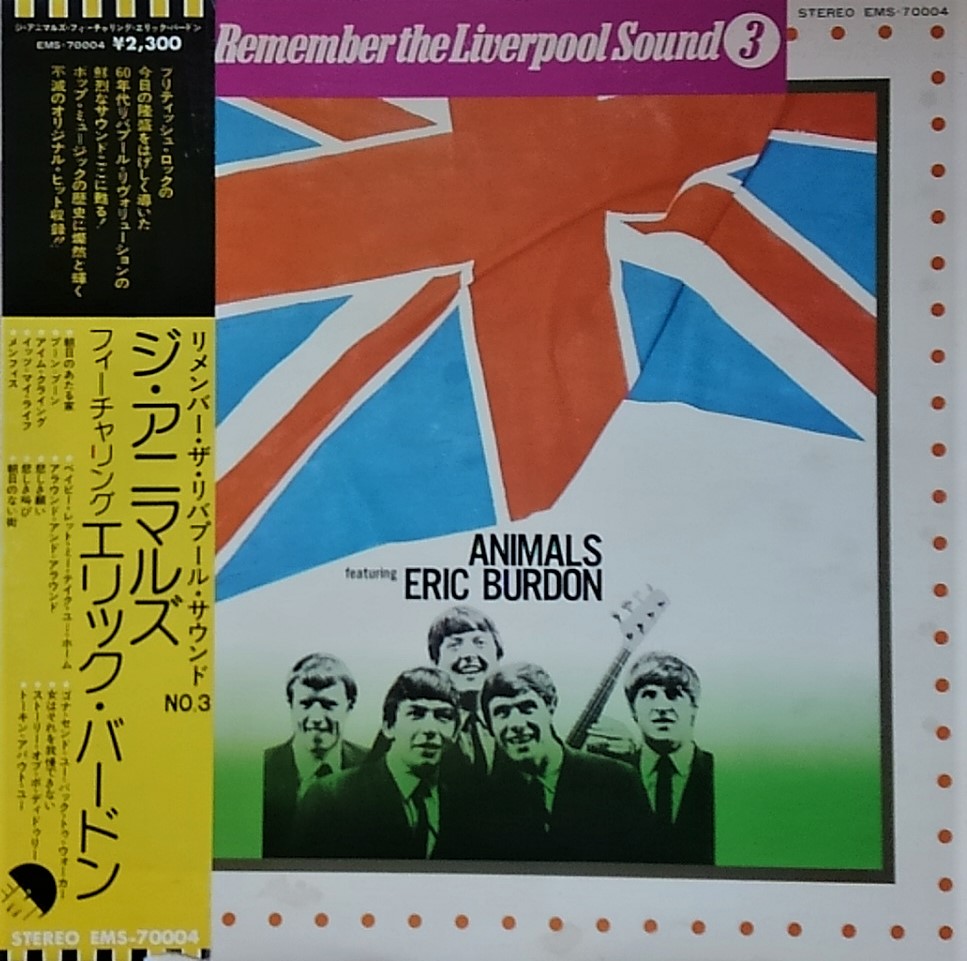 ジ・アニマルズ・フィーチャリング・エリック・バードン
EMS-70004 ¥2,300
ブリティッシュ・ロックの
今日の隆盛をはげしく導いた
60年代リバプール・リヴォリューションの
鮮烈なサウンドここに甦る!
ポップ・ミュージックの歴史に燦然と輝く
不滅のオリジナル・ヒット収録!!
リメンバー・ザ・リバプール・サウンド NO.3
ジ・アニマルズ
フィーチャリング エリック・バードン
朝日のあたる家
ブーン・ブーン
アイム・クライング
イッツ・マイ・ライフ
メンフィス
ベイビー・レット・ミー・テイク・ユー・ホーム
アラウンド・アンド・アラウンド
悲しき願い
悲しき叫び
朝日のない街
ゴナ・センド・ユー・バック・トゥ・ウォーカー
女はそれを我慢できない
ストーリー・オブ・ボ・ディドゥリー
トーキン・アバウト・ユー
STEREO EMS-70004
Remember the Liverpool Sound 3
STEREO EMS-70004
ANIMALS
featuring ERIC BURDON